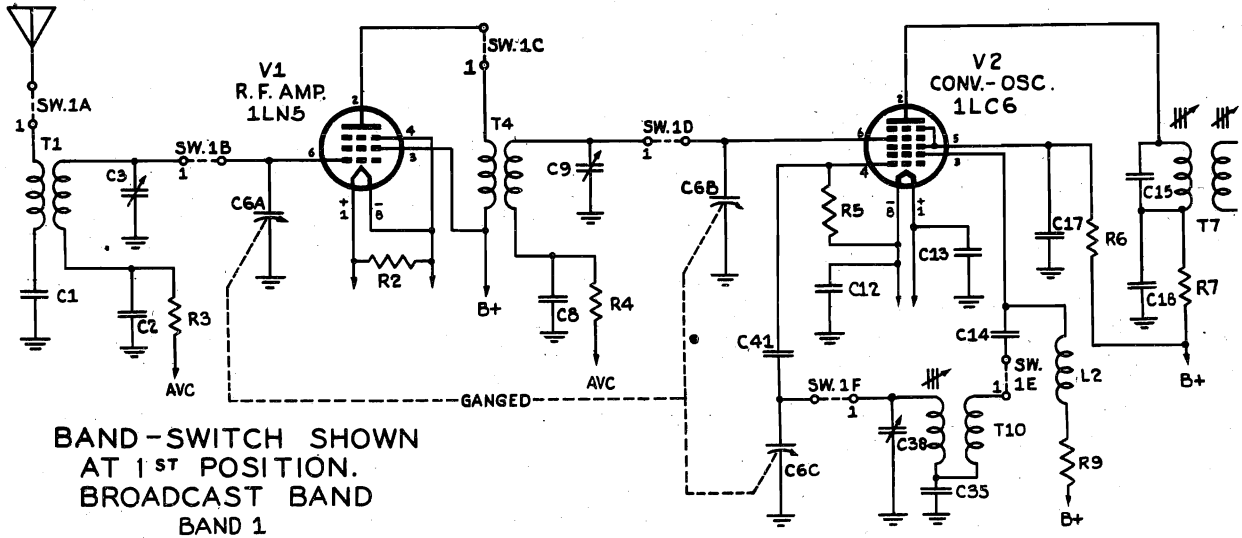 V1
R.F. AMP.
1LN5
SW.1C
1
V2
CONV.-OSC.
1LC6
SW.1A
1
T1
C3
SW.1B
1
6
2
4
3
+
1
−
8
T4
C9
SW.1D
1
6
4
2
5
3
−
8
+
1
C6A
C6B
R5
C13
C17
R6
C15
T7
C1
C2
R3
R2
B+
C8
R4
C12
C14
C18
R7
AVC
AVC
C41
SW.
1E
1
L2
B+
GANGED
SW.1F
1
C38
T10
C6C
C35
R9
B+
BAND-SWITCH SHOWN
AT 1ST POSITION.
BROADCAST BAND
BAND 1